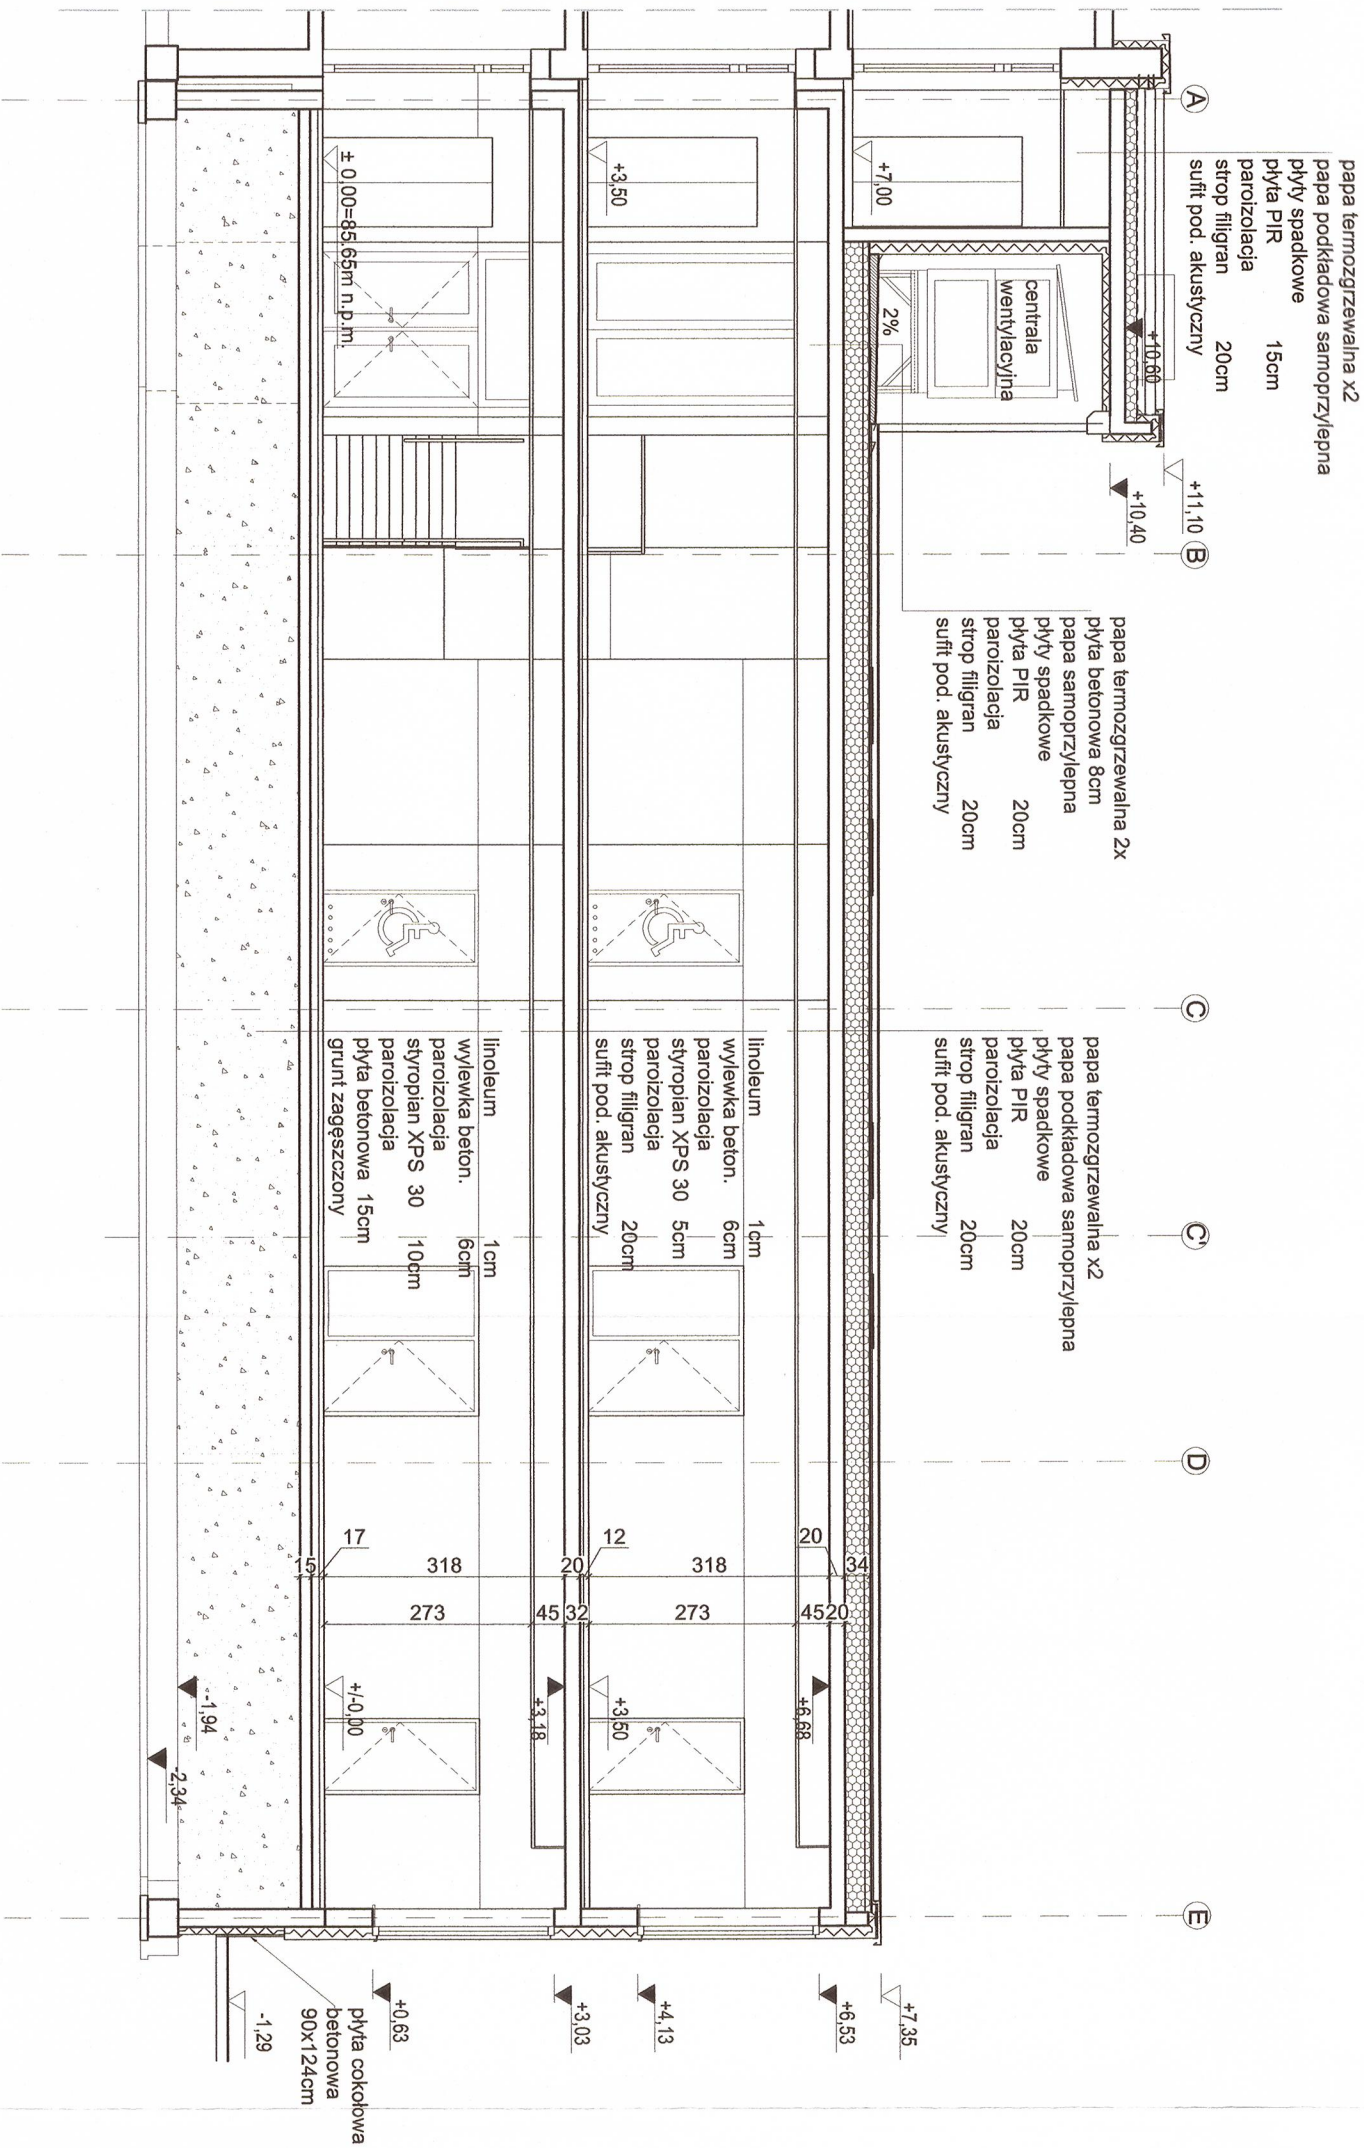 papa termozgrzewalna x2
papa podkładowa samoprzylepna
płyty spadkowe
płyta PIR 15cm
paroizolacja
strop filigran 20cm
sufit pod. akustyczny
A
B
C
C'
D
E
+11,10
+10,40
+10,60
papa termozgrzewalna 2x
płyta betonowa 8cm
papa samoprzylepna
płyty spadkowe
płyta PIR 20cm
paroizolacja
strop filigran 20cm
sufit pod. akustyczny
papa termozgrzewalna x2
papa podkładowa samoprzylepna
płyty spadkowe
płyta PIR 20cm
paroizolacja
strop filigran 20cm
sufit pod. akustyczny
centrala
wentylacyjna
2%
+7,00
+3,50
± 0,00=85.65m n.p.m.
linoleum 1cm
wylewka beton. 6cm
paroizolacja
styropian XPS 30 5cm
paroizolacja
strop filigran 20cm
sufit pod. akustyczny
linoleum 1cm
wylewka beton. 6cm
paroizolacja
styropian XPS 30 10cm
paroizolacja
płyta betonowa 15cm
grunt zagęszczony
15
17
318
20
12
318
20
34
273
45
32
273
45
20
+6,68
+3,50
+3,18
+/-0,00
-1,94
-2,34
+7,35
+6,53
+4,13
+3,03
+0,63
-1,29
płyta cokołowa
betonowa
90x124cm